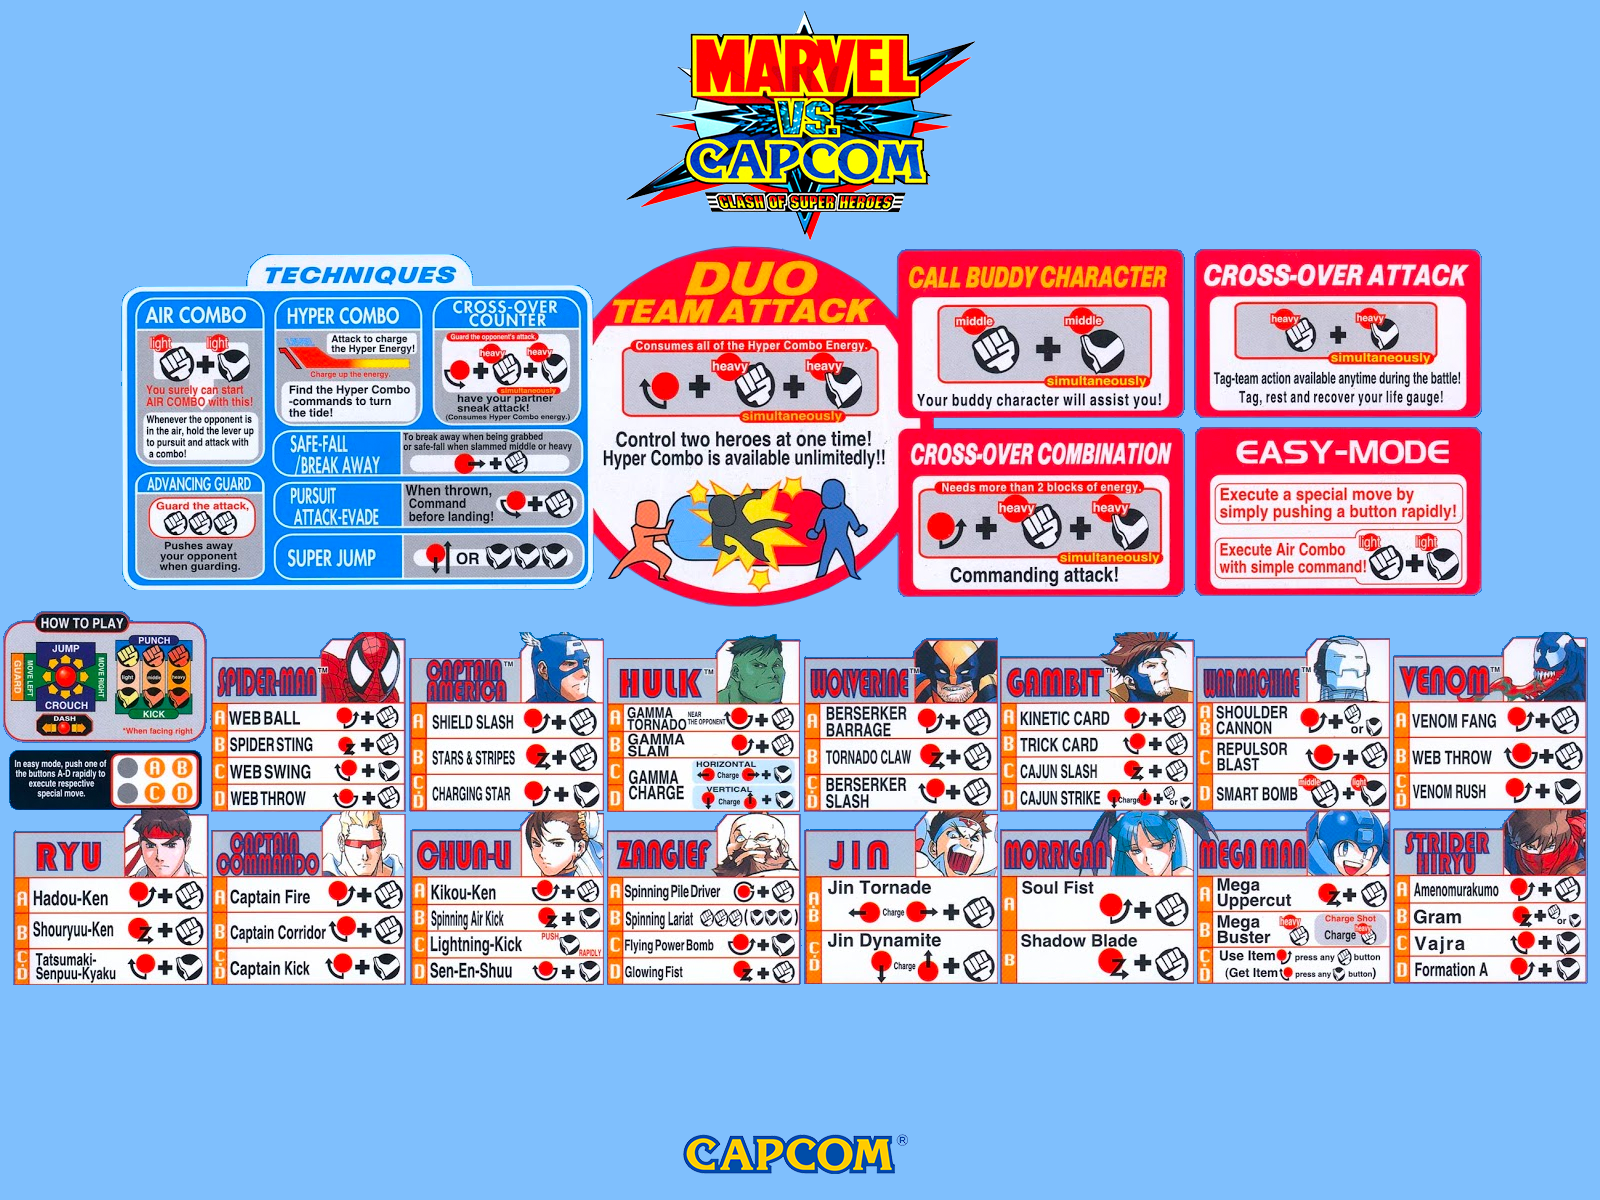 MARVEL
VS.
CAPCOM
CLASH OF SUPER HEROES
TECHNIQUES
AIR COMBO
light
light
You surely can start
AIR COMBO with this!
Whenever the opponent is
in the air, hold the lever up
to pursuit and attack with
a combo!
HYPER COMBO
Attack to charge
the Hyper Energy!
Charge up the energy.
Find the Hyper Combo
-commands to turn
the tide!
CROSS-OVER
COUNTER
Guard the opponent's attack,
heavy
heavy
simultaneously
have your partner
sneak attack!
(Consumes Hyper Combo energy.)
SAFE-FALL
/BREAK AWAY
To break away when being grabbed
or safe-fall when slammed middle or heavy
ADVANCING GUARD
Guard the attack,
Pushes away
your opponent
when guarding.
PURSUIT
ATTACK-EVADE
When thrown,
Command
before landing!
SUPER JUMP
OR
DUO
TEAM ATTACK
Consumes all of the Hyper Combo Energy.
heavy
heavy
simultaneously
Control two heroes at one time!
Hyper Combo is available unlimitedly!!
CALL BUDDY CHARACTER
middle
middle
simultaneously
Your buddy character will assist you!
CROSS-OVER ATTACK
heavy
heavy
simultaneously
Tag-team action available anytime during the battle!
Tag, rest and recover your life gauge!
CROSS-OVER COMBINATION
Needs more than 2 blocks of energy.
heavy
heavy
simultaneously
Commanding attack!
EASY-MODE
Execute a special move by
simply pushing a button rapidly!
Execute Air Combo
with simple command!
light
light
HOW TO PLAY
JUMP
GUARD
MOVE LEFT
MOVE RIGHT
CROUCH
DASH
PUNCH
light
middle
heavy
KICK
*When facing right
In easy mode, push one of
the buttons A-D rapidly to
execute respective
special move.
A B
C D
SPIDER-MAN™
A WEB BALL
B SPIDER STING
C WEB SWING
D WEB THROW
CAPTAIN AMERICA™
A SHIELD SLASH
B STARS & STRIPES
C D CHARGING STAR
HULK™
A GAMMA TORNADO NEAR THE OPPONENT
B GAMMA SLAM
C D GAMMA CHARGE
HORIZONTAL
Charge
VERTICAL
Charge
WOLVERINE™
A BERSERKER BARRAGE
B TORNADO CLAW
C D BERSERKER SLASH
GAMBIT™
A KINETIC CARD
B TRICK CARD
C CAJUN SLASH
D CAJUN STRIKE Charge or
WAR MACHINE™
A B SHOULDER CANNON or
C REPULSOR BLAST
D SMART BOMB middle light
VENOM™
A VENOM FANG
B WEB THROW
C D VENOM RUSH
RYU
A Hadou-Ken
B Shouryuu-Ken
C D Tatsumaki-
Senpuu-Kyaku
CAPTAIN COMMANDO
A Captain Fire
B Captain Corridor
C D Captain Kick
CHUN-LI
A Kikou-Ken
B Spinning Air Kick
C Lightning-Kick PUSH RAPIDLY
D Sen-En-Shuu
ZANGIEF
A Spinning Pile Driver
B Spinning Lariat ( )
C Flying Power Bomb
D Glowing Fist
JIN
A B Jin Tornade
Charge
C D Jin Dynamite
Charge
MORRIGAN
A Soul Fist
B Shadow Blade
MEGA MAN
A Mega Uppercut
B Mega Buster heavy Charge Shot Charge heavy
C D Use Item press any button
(Get Item press any button)
STRIDER HIRYU
A Amenomurakumo
B Gram or
C Vajra
D Formation A
CAPCOM®